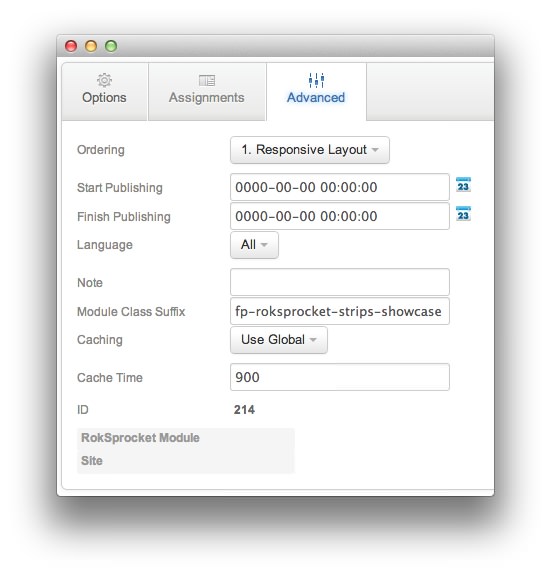 Options Assignments Advanced
Ordering 1. Responsive Layout
Start Publishing 0000-00-00 00:00:00 23
Finish Publishing 0000-00-00 00:00:00 23
Language All
Note
Module Class Suffix fp-roksprocket-strips-showcase
Caching Use Global
Cache Time 900
ID 214
RokSprocket Module
Site